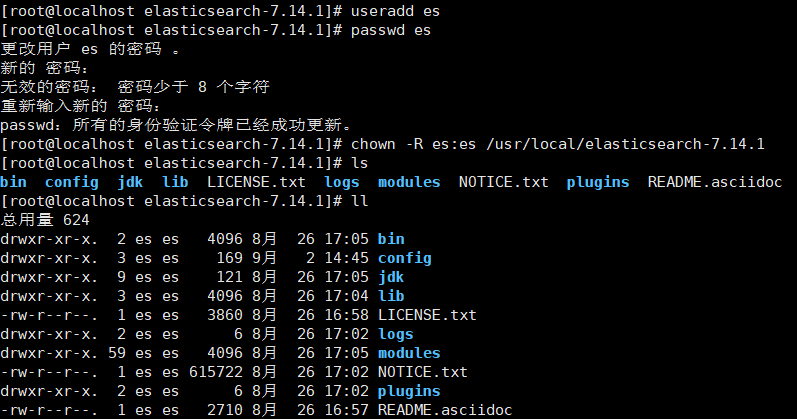 [root@localhost elasticsearch-7.14.1]# useradd es
[root@localhost elasticsearch-7.14.1]# passwd es
更改用户 es 的密码 。
新的 密码：
无效的密码： 密码少于 8 个字符
重新输入新的 密码：
passwd：所有的身份验证令牌已经成功更新。
[root@localhost elasticsearch-7.14.1]# chown -R es:es /usr/local/elasticsearch-7.14.1
[root@localhost elasticsearch-7.14.1]# ls
bin  config  jdk  lib  LICENSE.txt  logs  modules  NOTICE.txt  plugins  README.asciidoc
[root@localhost elasticsearch-7.14.1]# ll
总用量 624
drwxr-xr-x.  2 es es   4096 8月  26 17:05 bin
drwxr-xr-x.  3 es es    169 9月   2 14:45 config
drwxr-xr-x.  9 es es    121 8月  26 17:05 jdk
drwxr-xr-x.  3 es es   4096 8月  26 17:04 lib
-rw-r--r--.  1 es es   3860 8月  26 16:58 LICENSE.txt
drwxr-xr-x.  2 es es      6 8月  26 17:02 logs
drwxr-xr-x. 59 es es   4096 8月  26 17:05 modules
-rw-r--r--.  1 es es 615722 8月  26 17:02 NOTICE.txt
drwxr-xr-x.  2 es es      6 8月  26 17:02 plugins
-rw-r--r--.  1 es es   2710 8月  26 16:57 README.asciidoc